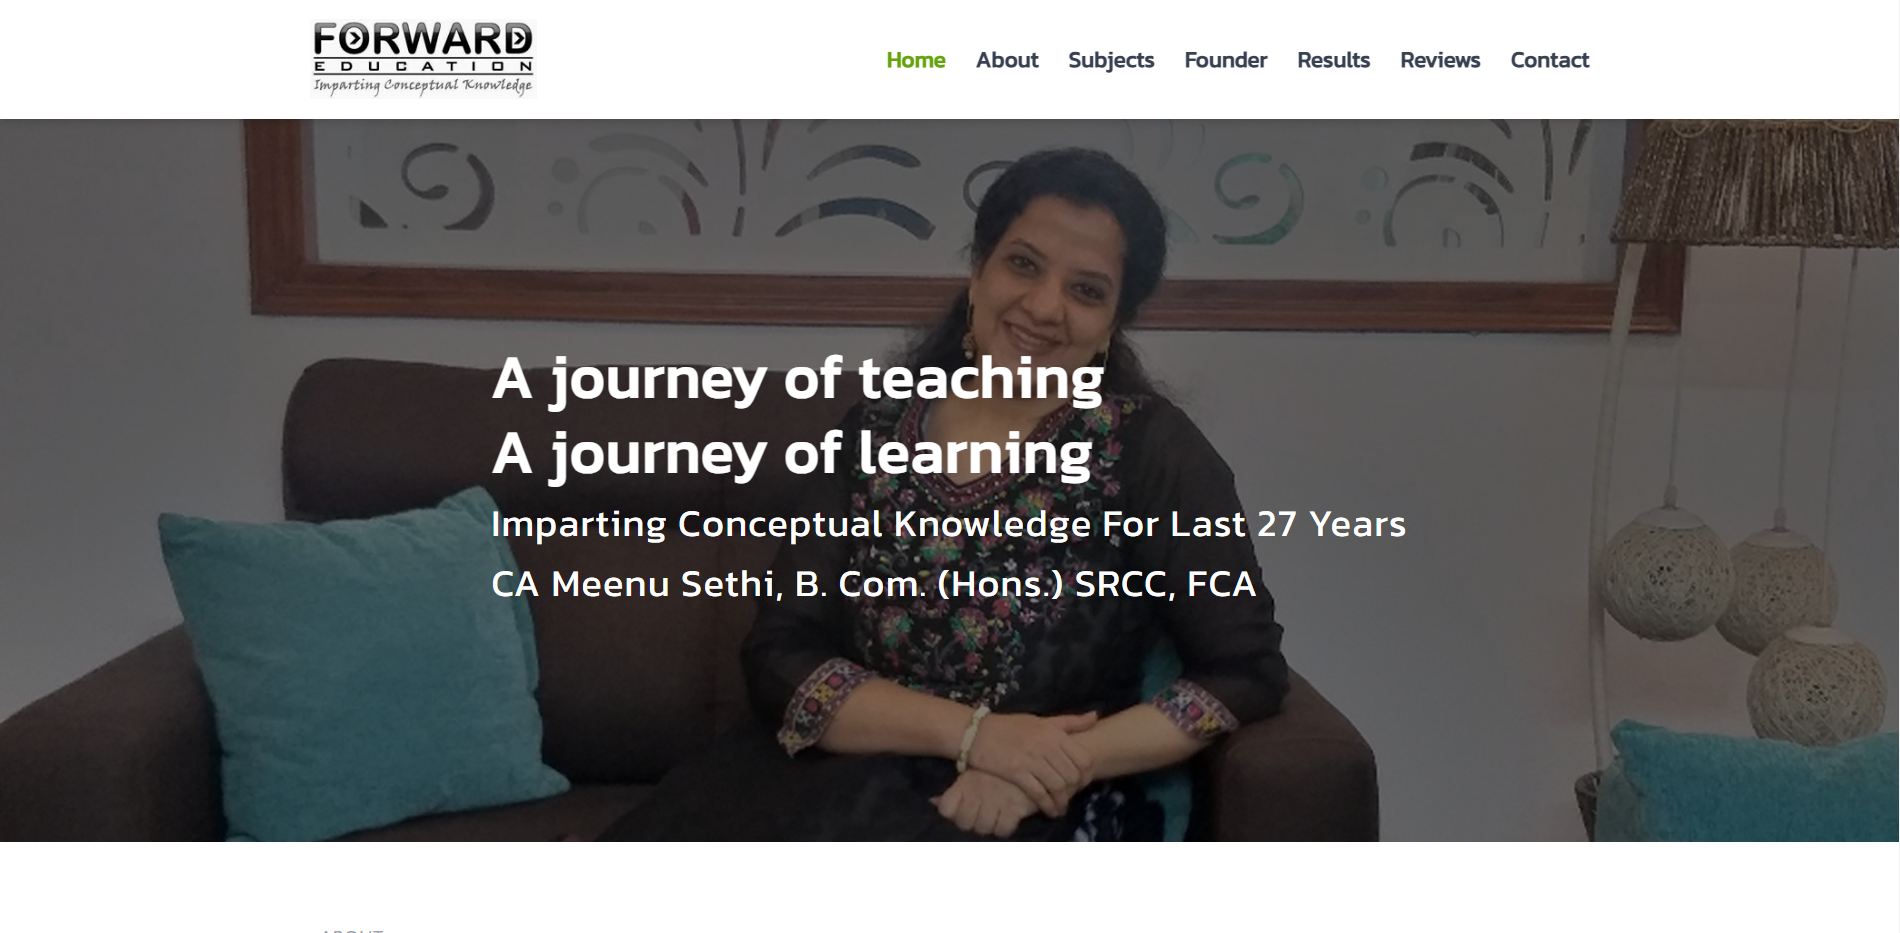 FORWARD
EDUCATION
Imparting Conceptual Knowledge
Home About Subjects Founder Results Reviews Contact
A journey of teaching
A journey of learning
Imparting Conceptual Knowledge For Last 27 Years
CA Meenu Sethi, B. Com. (Hons.) SRCC, FCA
ABOUT